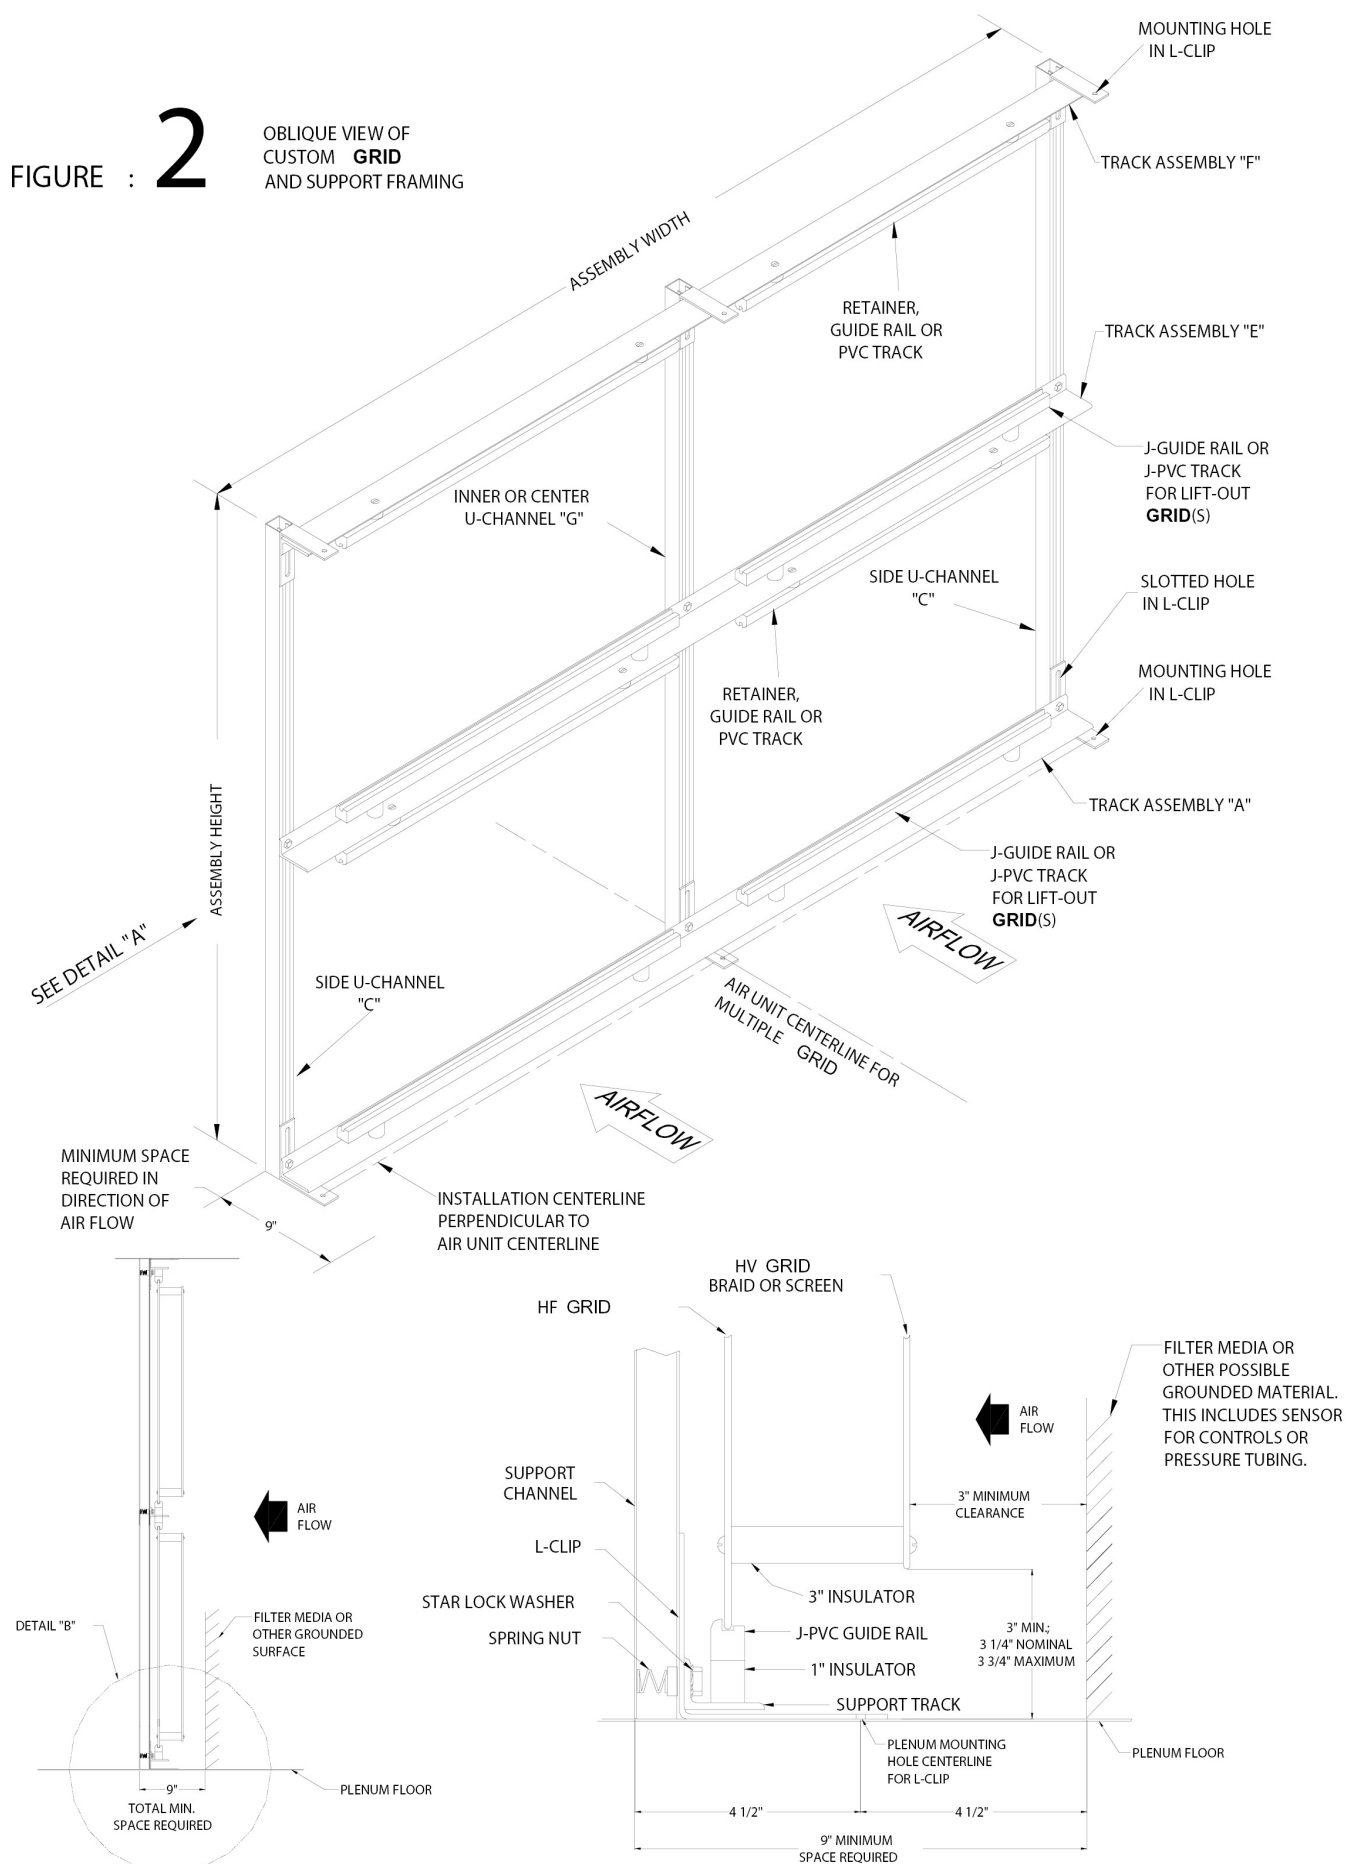 FIGURE : 2
OBLIQUE VIEW OF
CUSTOM GRID
AND SUPPORT FRAMING
MOUNTING HOLE
IN L-CLIP
TRACK ASSEMBLY "F"
ASSEMBLY WIDTH
RETAINER,
GUIDE RAIL OR
PVC TRACK
TRACK ASSEMBLY "E"
J-GUIDE RAIL OR
J-PVC TRACK
FOR LIFT-OUT
GRID(S)
INNER OR CENTER
U-CHANNEL "G"
SIDE U-CHANNEL
"C"
SLOTTED HOLE
IN L-CLIP
MOUNTING HOLE
IN L-CLIP
RETAINER,
GUIDE RAIL OR
PVC TRACK
TRACK ASSEMBLY "A"
ASSEMBLY HEIGHT
J-GUIDE RAIL OR
J-PVC TRACK
FOR LIFT-OUT
GRID(S)
AIRFLOW
SEE DETAIL "A"
SIDE U-CHANNEL
"C"
AIR UNIT CENTERLINE FOR
MULTIPLE GRID
AIRFLOW
MINIMUM SPACE
REQUIRED IN
DIRECTION OF
AIR FLOW
9"
INSTALLATION CENTERLINE
PERPENDICULAR TO
AIR UNIT CENTERLINE
AIR
FLOW
DETAIL "B"
FILTER MEDIA OR
OTHER GROUNDED
SURFACE
9"
TOTAL MIN.
SPACE REQUIRED
PLENUM FLOOR
HV GRID
BRAID OR SCREEN
HF GRID
FILTER MEDIA OR
OTHER POSSIBLE
GROUNDED MATERIAL.
THIS INCLUDES SENSOR
FOR CONTROLS OR
PRESSURE TUBING.
AIR
FLOW
SUPPORT
CHANNEL
3" MINIMUM
CLEARANCE
L-CLIP
STAR LOCK WASHER
SPRING NUT
3" INSULATOR
J-PVC GUIDE RAIL
1" INSULATOR
SUPPORT TRACK
3" MIN.;
3 1/4" NOMINAL
3 3/4" MAXIMUM
PLENUM MOUNTING
HOLE CENTERLINE
FOR L-CLIP
PLENUM FLOOR
4 1/2"
4 1/2"
9" MINIMUM
SPACE REQUIRED